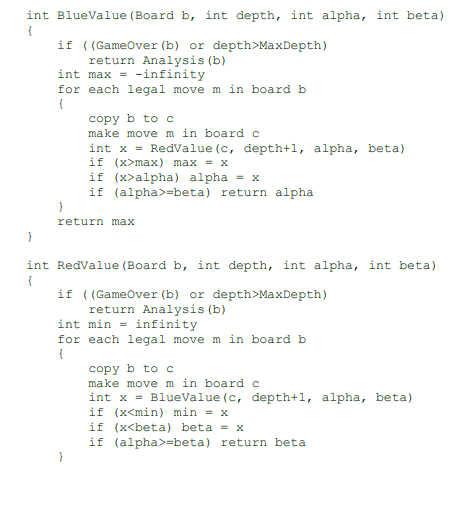 int BlueValue(Board b, int depth, int alpha, int beta)
{
    if ((GameOver(b) or depth>MaxDepth)
        return Analysis(b)
    int max = -infinity
    for each legal move m in board b
    {
        copy b to c
        make move m in board c
        int x = RedValue(c, depth+1, alpha, beta)
        if (x>max) max = x
        if (x>alpha) alpha = x
        if (alpha>=beta) return alpha
    }
    return max
}
int RedValue(Board b, int depth, int alpha, int beta)
{
    if ((GameOver(b) or depth>MaxDepth)
        return Analysis(b)
    int min = infinity
    for each legal move m in board b
    {
        copy b to c
        make move m in board c
        int x = BlueValue(c, depth+1, alpha, beta)
        if (x<min) min = x
        if (x<beta) beta = x
        if (alpha>=beta) return beta
    }